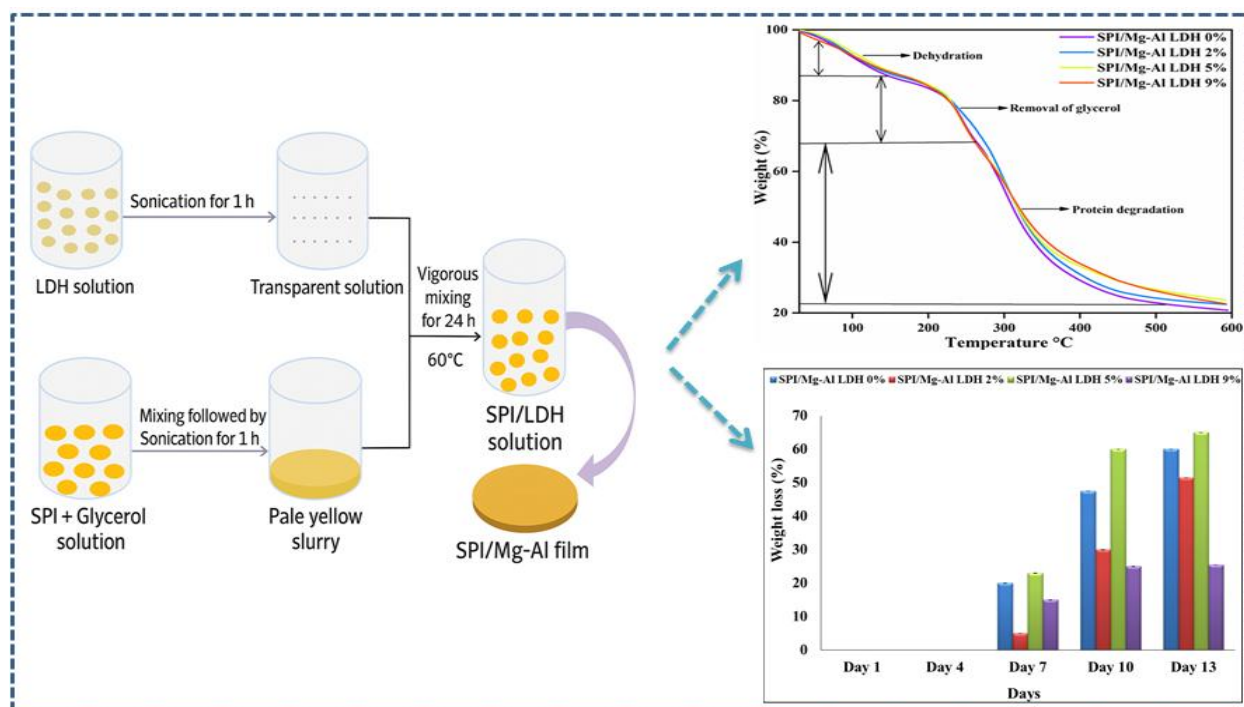 Sonication for 1 h
LDH solution
Transparent solution
Mixing followed by
Sonication for 1 h
SPI + Glycerol
solution
Pale yellow
slurry
Vigorous
mixing
for 24 h
60°C
SPI/LDH
solution
SPI/Mg-Al film
SPI/Mg-Al LDH 0%
SPI/Mg-Al LDH 2%
SPI/Mg-Al LDH 5%
SPI/Mg-Al LDH 9%
Dehydration
Removal of glycerol
Protein degradation
Weight (%)
100
80
60
40
20
100 200 300 400 500 600
Temperature °C
SPI/Mg-Al LDH 0% SPI/Mg-Al LDH 2% SPI/Mg-Al LDH 5% SPI/Mg-Al LDH 9%
Weight loss (%)
70
60
50
40
30
20
10
0
Day 1 Day 4 Day 7 Day 10 Day 13
Days